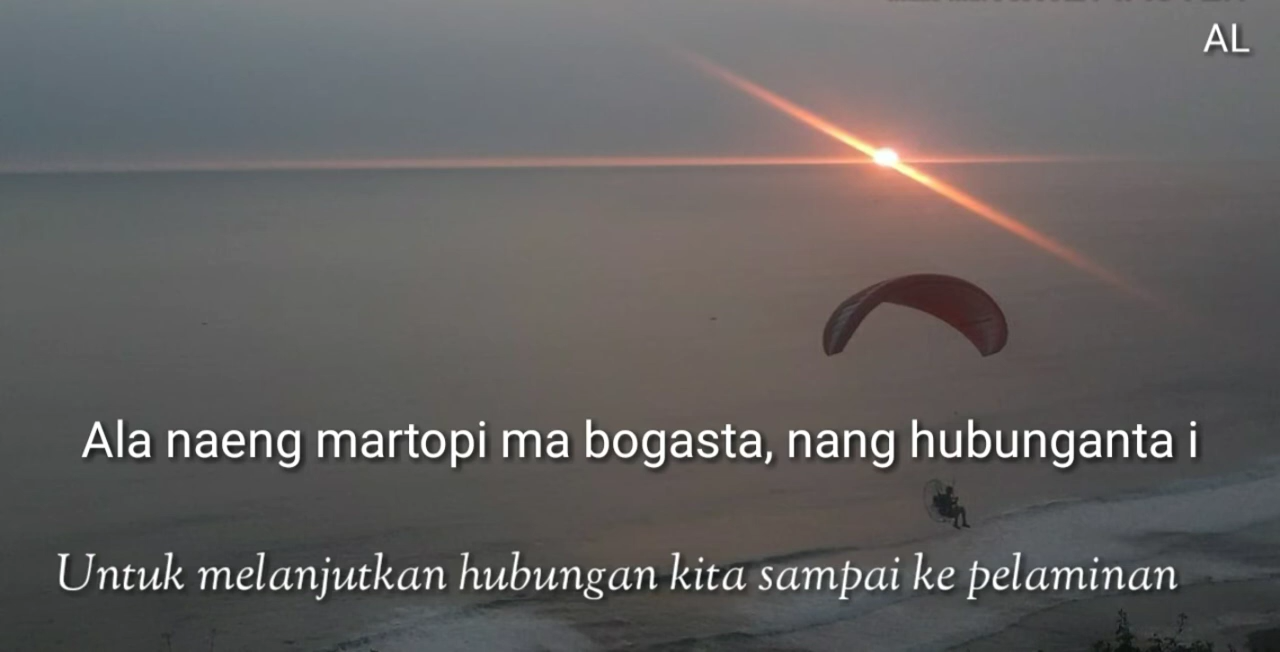 AL
Ala naeng martopi ma bogasta, nang hubunganta i
Untuk melanjutkan hubungan kita sampai ke pelaminan